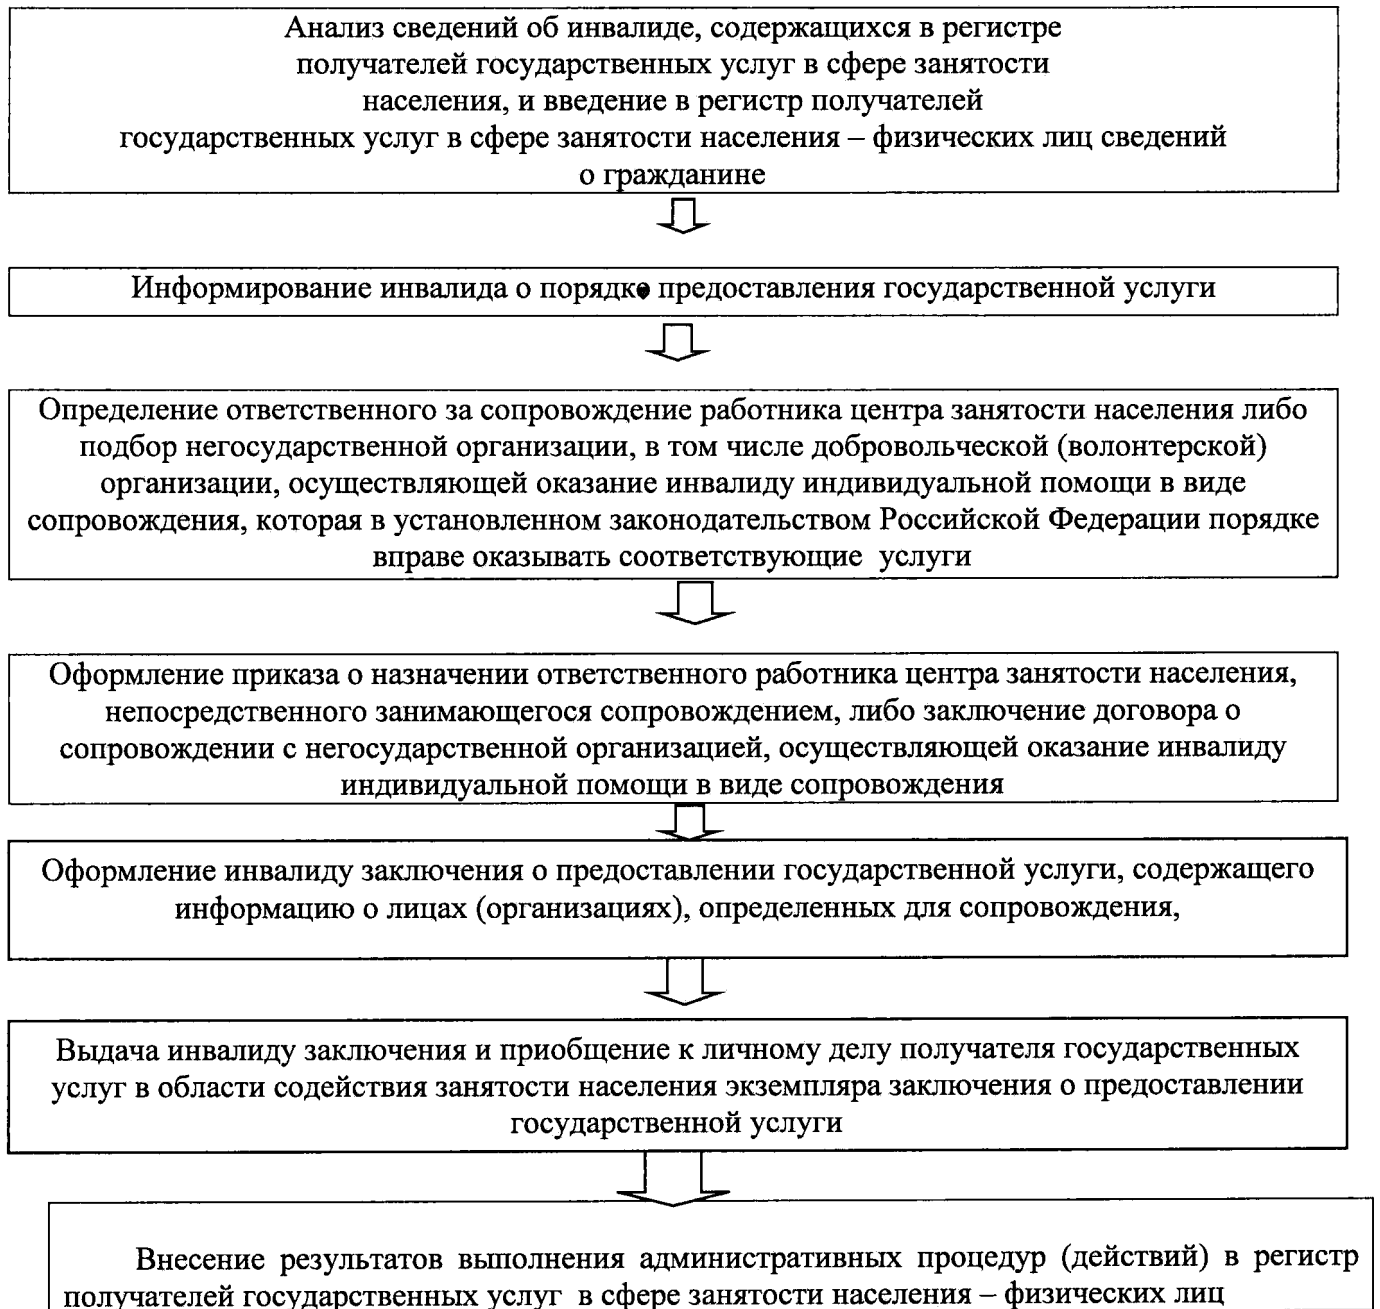 Анализ сведений об инвалиде, содержащихся в регистре
получателей государственных услуг в сфере занятости
населения, и введение в регистр получателей
государственных услуг в сфере занятости населения – физических лиц сведений
о гражданине
Информирование инвалида о порядке предоставления государственной услуги
Определение ответственного за сопровождение работника центра занятости населения либо
подбор негосударственной организации, в том числе добровольческой (волонтерской)
организации, осуществляющей оказание инвалиду индивидуальной помощи в виде
сопровождения, которая в установленном законодательством Российской Федерации порядке
вправе оказывать соответствующие услуги
Оформление приказа о назначении ответственного работника центра занятости населения,
непосредственного занимающегося сопровождением, либо заключение договора о
сопровождении с негосударственной организацией, осуществляющей оказание инвалиду
индивидуальной помощи в виде сопровождения
Оформление инвалиду заключения о предоставлении государственной услуги, содержащего
информацию о лицах (организациях), определенных для сопровождения,
Выдача инвалиду заключения и приобщение к личному делу получателя государственных
услуг в области содействия занятости населения экземпляра заключения о предоставлении
государственной услуги
Внесение результатов выполнения административных процедур (действий) в регистр
получателей государственных услуг в сфере занятости населения – физических лиц